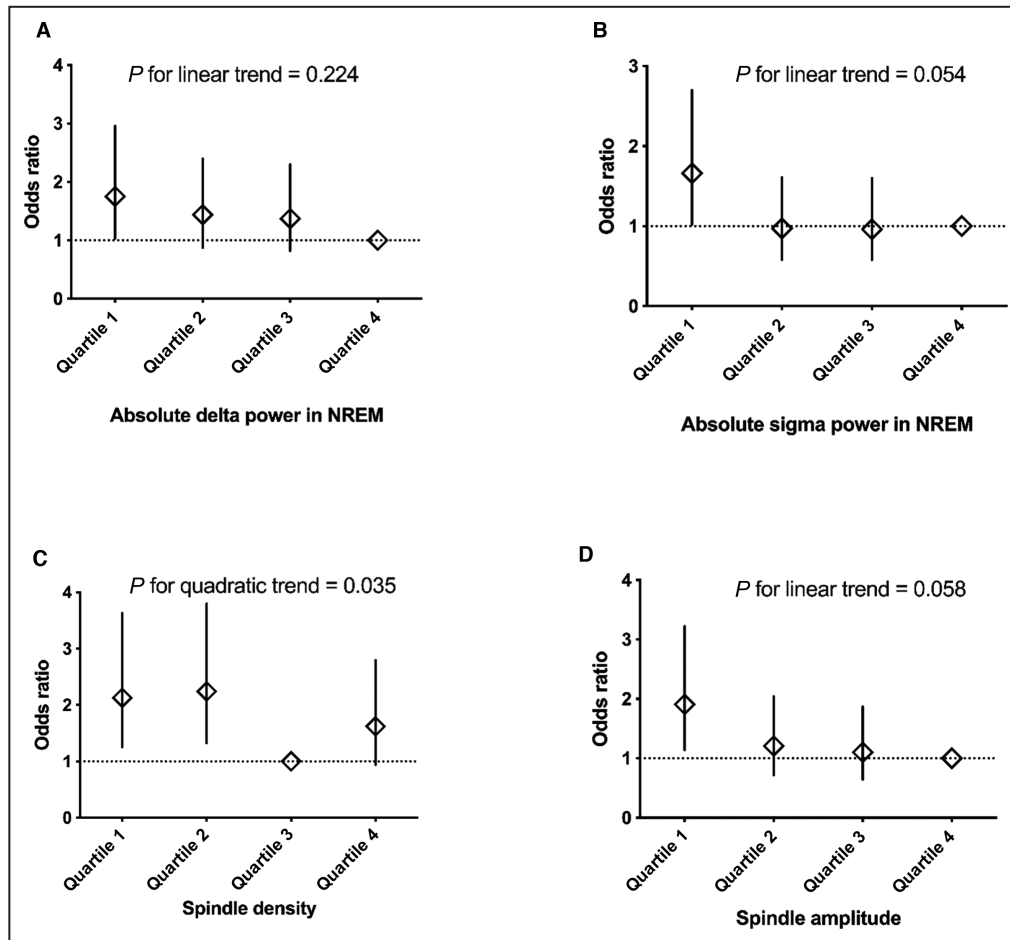 A
P for linear trend = 0.224
4
3
2
1
0
Odds ratio
Quartile 1
Quartile 2
Quartile 3
Quartile 4
Absolute delta power in NREM
B
P for linear trend = 0.054
3
2
1
0
Odds ratio
Quartile 1
Quartile 2
Quartile 3
Quartile 4
Absolute sigma power in NREM
C
P for quadratic trend = 0.035
4
3
2
1
0
Odds ratio
Quartile 1
Quartile 2
Quartile 3
Quartile 4
Spindle density
D
P for linear trend = 0.058
4
3
2
1
0
Odds ratio
Quartile 1
Quartile 2
Quartile 3
Quartile 4
Spindle amplitude